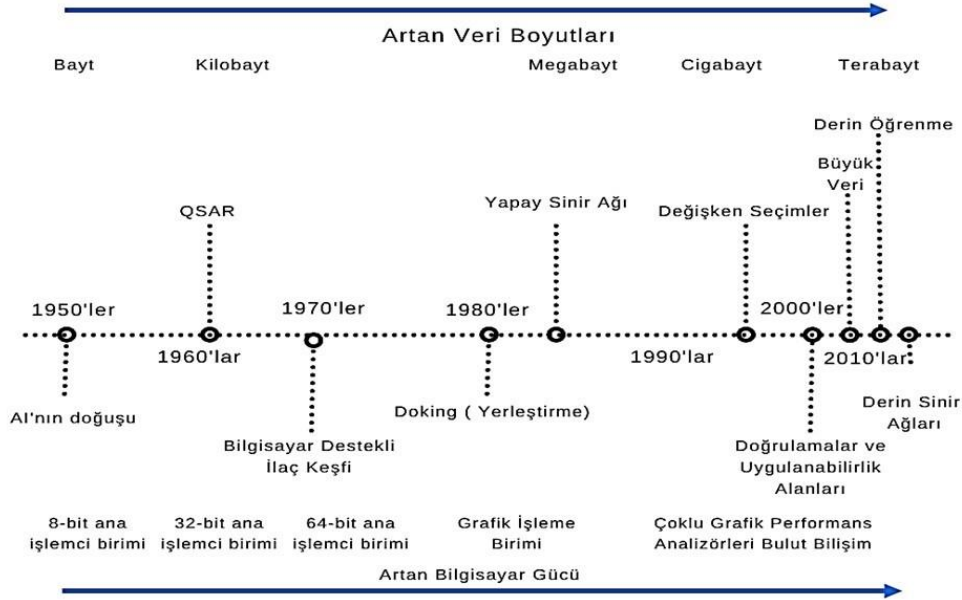 Artan Veri Boyutları
Bayt Kilobayt Megabayt Cigabayt Terabayt
Derin Öğrenme
Büyük
Veri
QSAR
Yapay Sinir Ağı
Değişken Seçimler
1950'ler
1970'ler
1980'ler
2000'ler
1960'lar
1990'lar
2010'lar
AI'nın doğuşu
Bilgisayar Destekli
İlaç Keşfi
Doking ( Yerleştirme)
Doğrulamalar ve
Uygulanabilirlik
Alanları
Derin Sinir
Ağları
8-bit ana
işlemci birimi
32-bit ana
işlemci birimi
64-bit ana
işlemci birimi
Grafik İşleme
Birimi
Çoklu Grafik Performans
Analizörleri Bulut Bilişim
Artan Bilgisayar Gücü